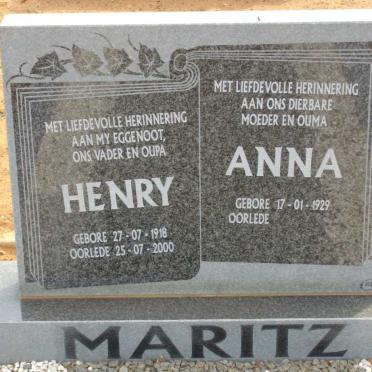 MET LIEFDEVOLLE HERINNERING
AAN MY EGGENOOT,
ONS VADER EN OUPA
HENRY
GEBORE 27-07-1918
OORLEDE 25-07-2000
MET LIEFDEVOLLE HERINNERING
AAN ONS DIERBARE
MOEDER EN OUMA
ANNA
GEBORE 17-01-1929
OORLEDE
MARITZ